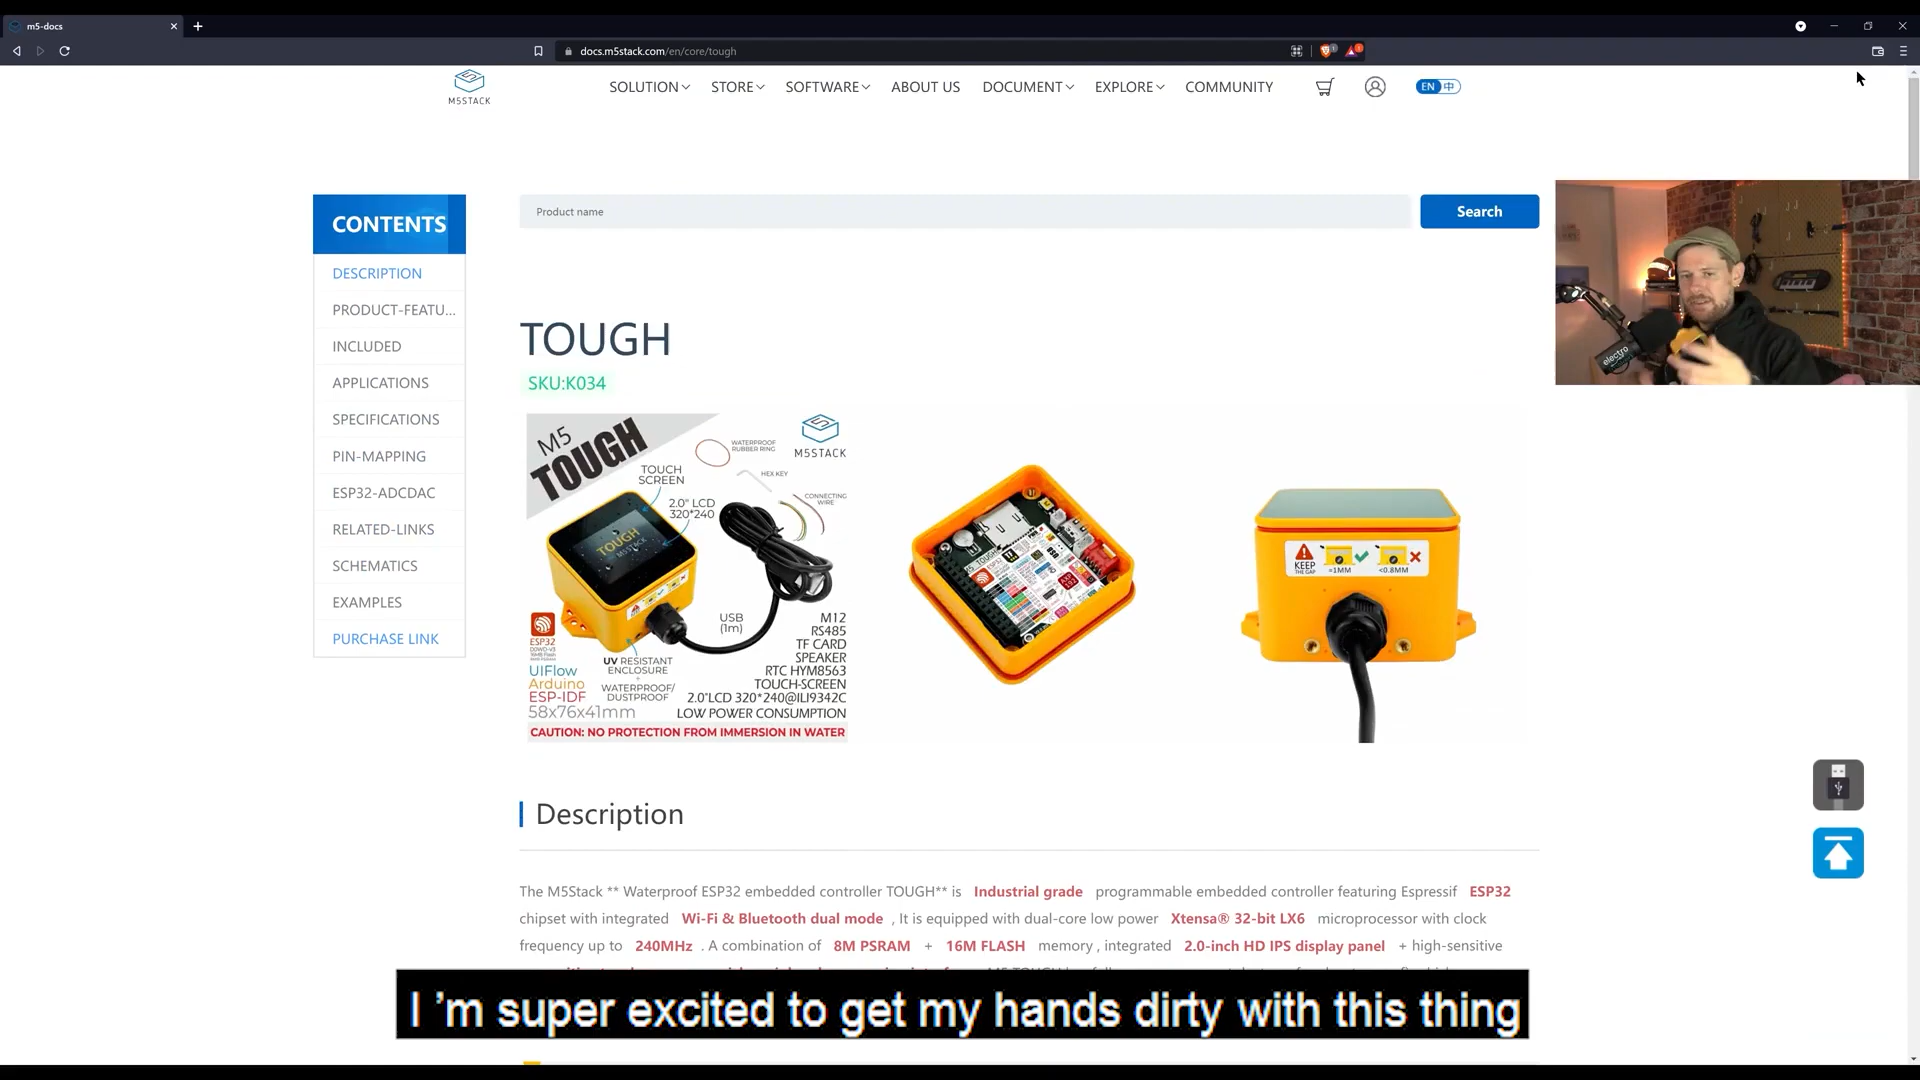 m5-docs
docs.m5stack.com/en/core/tough
M5STACK
SOLUTION
STORE
SOFTWARE
ABOUT US
DOCUMENT
EXPLORE
COMMUNITY
EN 中
CONTENTS
DESCRIPTION
PRODUCT-FEATU...
INCLUDED
APPLICATIONS
SPECIFICATIONS
PIN-MAPPING
ESP32-ADCDAC
RELATED-LINKS
SCHEMATICS
EXAMPLES
PURCHASE LINK
Product name
Search
electro
TOUGH
SKU:K034
M5
TOUGH
WATERPROOF
RUBBER RING
M5STACK
HEX KEY
TOUCH
SCREEN
CONNECTING
WIRE
2.0" LCD
320*240
TOUGH
M5STACK
USB
(1m)
ESP32
UIFlow
Arduino
ESP-IDF
58x76x41mm
UV RESISTANT
ENCLOSURE
+
WATERPROOF/
DUSTPROOF
M12
RS485
TF CARD
SPEAKER
RTC HYM8563
TOUCH-SCREEN
2.0"LCD 320*240@ILI9342C
LOW POWER CONSUMPTION
CAUTION: NO PROTECTION FROM IMMERSION IN WATER
KEEP
THE GAP
≈1MM
<0.8MM
Description
The M5Stack ** Waterproof ESP32 embedded controller TOUGH** is Industrial grade programmable embedded controller featuring Espressif ESP32
chipset with integrated Wi-Fi & Bluetooth dual mode , It is equipped with dual-core low power Xtensa® 32-bit LX6 microprocessor with clock
frequency up to 240MHz . A combination of 8M PSRAM + 16M FLASH memory , integrated 2.0-inch HD IPS display panel + high-sensitive
I 'm super excited to get my hands dirty with this thing